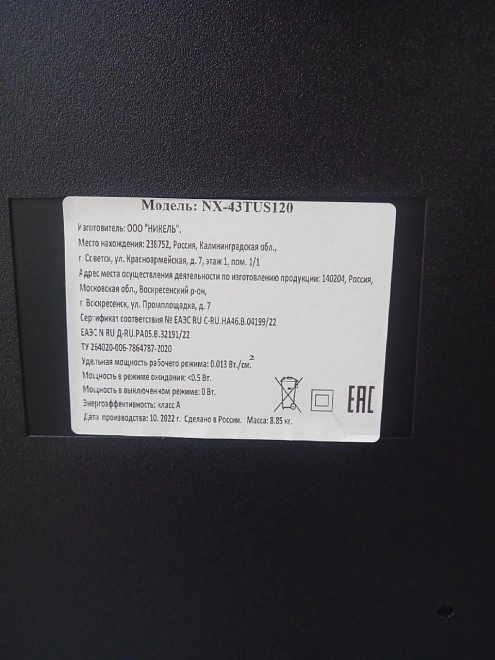 Модель: NX-43TUS120
Изготовитель: ООО "НИКЕЛЬ".
Место нахождения: 238752, Россия, Калининградская обл.,
г Советск, ул. Красноармейская, д. 7, этаж 1, пом. 1/1
Адрес места осуществления деятельности по изготовлению продукции: 140204, Россия,
Московская обл., Воскресенский р-он,
г Воскресенск, ул. Промплощадка, д. 7
Сертификат соответствия № ЕАЭС RU C-RU.HA46.B.04199/22
ЕАЭС N RU Д-RU.PA05.B.32191/22
ТУ 264020-006-7864787-2020
Удельная мощность рабочего режима: 0.013 Вт./см.²
Мощность в режиме ожидания: <0.5 Вт.
Мощность в выключенном режиме: 0 Вт.
Энергоэффективность: класс А
Дата производства: 10. 2022 г. Сделано в России. Масса: 8.85 кг.
EAC